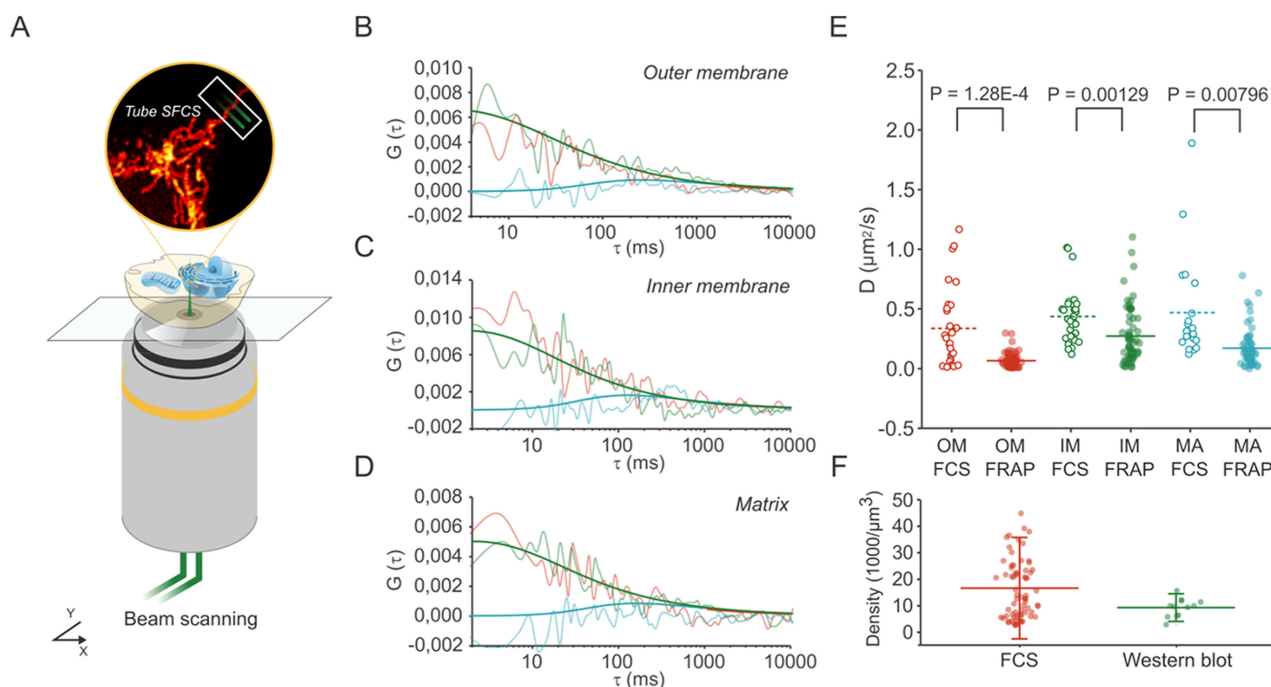 A
Tube SFCS
Beam scanning
Y
X
B
Outer membrane
0,010
0,008
0,006
0,004
0,002
0,000
-0,002
G (τ)
10 100 1000 10000
τ (ms)
C
Inner membrane
0,014
0,010
0,006
0,002
-0,002
G (τ)
10 100 1000 10000
τ (ms)
D
Matrix
0,008
0,006
0,004
0,002
0,000
-0,002
G (τ)
10 100 1000 10000
τ (ms)
E
2.5
2.0
1.5
1.0
0.5
0.0
-0.5
D (µm²/s)
P = 1.28E-4 P = 0.00129 P = 0.00796
OM OM IM IM MA MA
FCS FRAP FCS FRAP FCS FRAP
F
50
40
30
20
10
0
Density (1000/µm³)
FCS Western blot